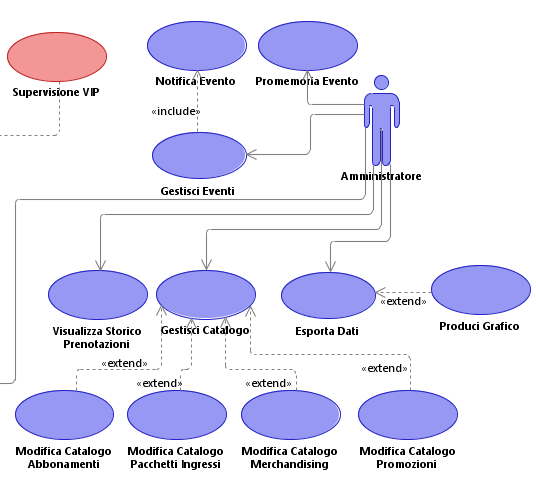 Supervisione VIP
Notifica Evento
Promemoria Evento
«include»
Gestisci Eventi
Amministratore
Visualizza Storico
Prenotazioni
Gestisci Catalogo
Esporta Dati
«extend»
Produci Grafico
«extend»
«extend»
«extend»
«extend»
Modifica Catalogo
Abbonamenti
Modifica Catalogo
Pacchetti Ingressi
Modifica Catalogo
Merchandising
Modifica Catalogo
Promozioni